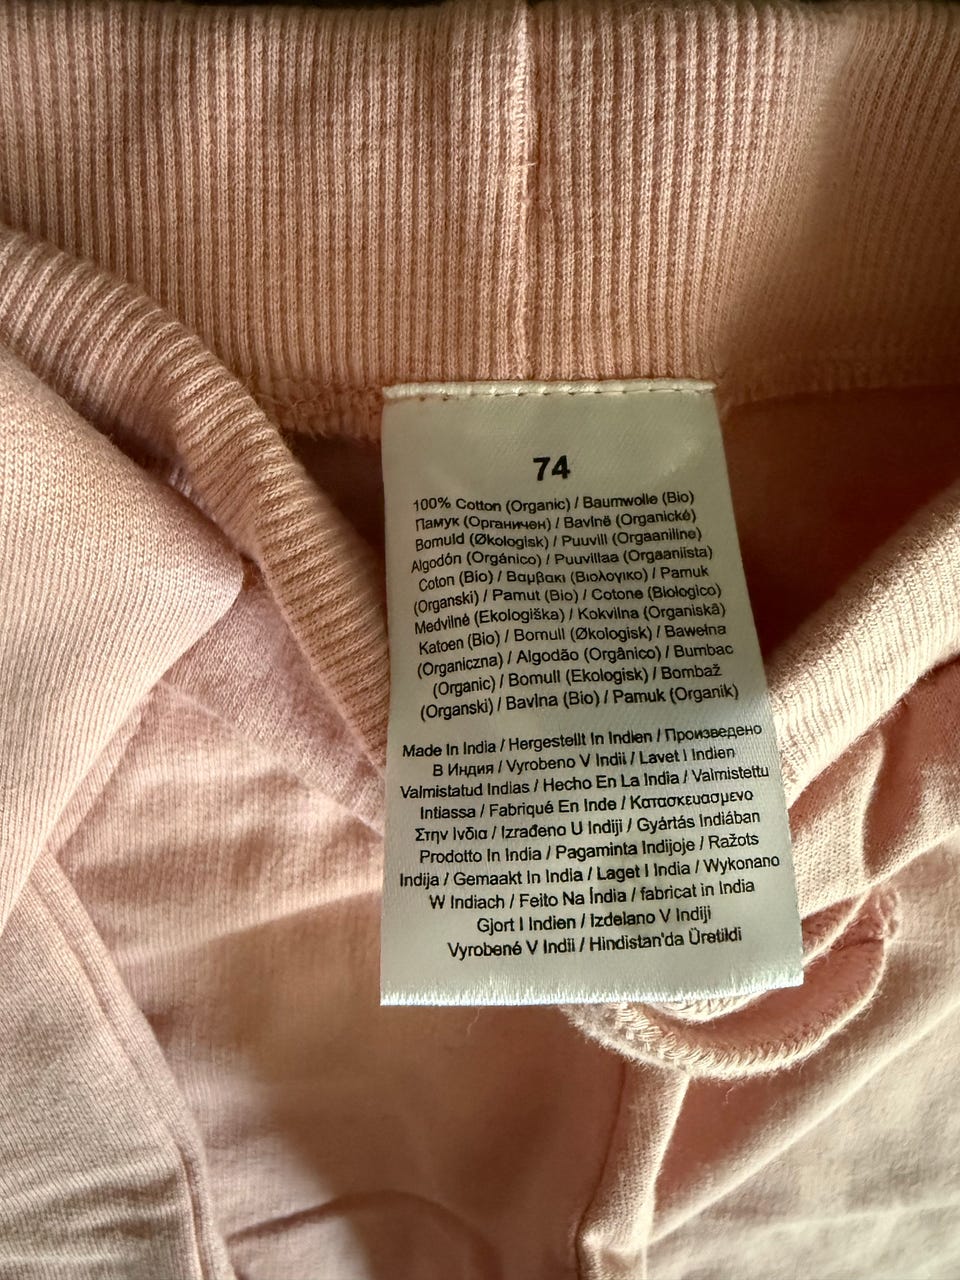 74
100% Cotton (Organic) / Baumwolle (Bio)
Памук (Органичен) / Bavlně (Organické)
Bomuld (Økologisk) / Puuvill (Orgaaniline)
Algodón (Orgánico) / Puuvillaa (Orgaaniista)
Coton (Bio) / Βαμβακι (Βιολογικο) / Pamuk
(Organski) / Pamut (Bio) / Cotone (Biologico)
Medvilnė (Ekologiška) / Kokvilna (Organiskā)
Katoen (Bio) / Bomull (Økologisk) / Bawełna
(Organiczna) / Algodão (Orgânico) / Bumbac
(Organic) / Bomull (Ekologisk) / Bombaž
(Organski) / Bavlna (Bio) / Pamuk (Organik)
Made In India / Hergestellt In Indien / Произведено
В Индия / Vyrobeno V Indii / Lavet I Indien
Valmistatud Indias / Hecho En La India / Valmistettu
Intiassa / Fabriqué En Inde / Κατασκευασμενο
Στην Ινδια / Izrađeno U Indiji / Gyártás Indiában
Prodotto In India / Pagaminta Indijoje / Ražots
Indija / Gemaakt In India / Laget I India / Wykonano
W Indiach / Feito Na Índia / fabricat in India
Gjort I Indien / Izdelano V Indiji
Vyrobené V Indii / Hindistan'da Üretildi